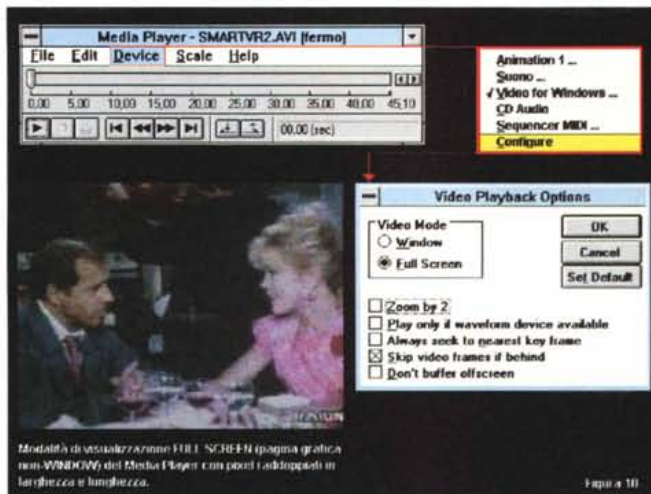 Media Player - SMARTVR2.AVI [fermo]
File Edit Device Scale Help
0,00 5,00 10,00 15,00 20,00 25,00 30,00 35,00 40,00 45,10
00,00 (sec)
Animation 1 ...
Suono ...
√ Video for Windows ...
CD Audio
Sequencer MIDI ...
Configure
Video Playback Options
Video Mode
Window
Full Screen
OK
Cancel
Set Default
Zoom by 2
Play only if waveform device available
Always seek to nearest key frame
Skip video frames if behind
Don't buffer offscreen
Modalità di visualizzazione FULL SCREEN (pagina grafica
non-WINDOW) del Media Player con pixel raddoppiati in
larghezza e lunghezza.
Figura 10